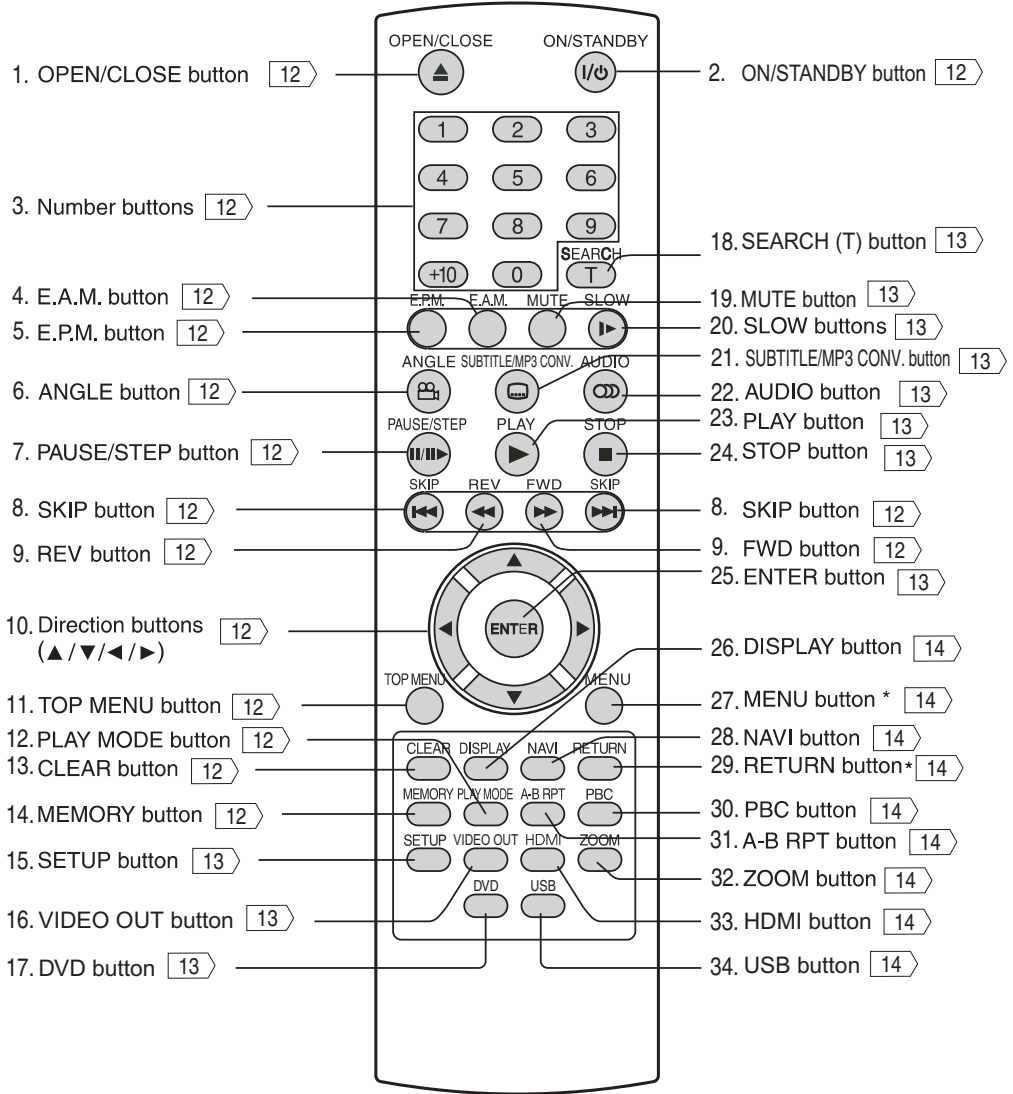 OPEN/CLOSE ON/STANDBY
1. OPEN/CLOSE button 12
2. ON/STANDBY button 12
1 2 3
4 5 6
7 8 9
+10 0
SEARCH
T
3. Number buttons 12
18. SEARCH (T) button 13
4. E.A.M. button 12
5. E.P.M. button 12
19. MUTE button 13
20. SLOW buttons 13
E.P.M. E.A.M. MUTE SLOW
21. SUBTITLE/MP3 CONV. button 13
ANGLE SUBTITLE/MP3 CONV. AUDIO
6. ANGLE button 12
22. AUDIO button 13
PAUSE/STEP PLAY STOP
23. PLAY button 13
7. PAUSE/STEP button 12
24. STOP button 13
SKIP REV FWD SKIP
8. SKIP button 12
8. SKIP button 12
9. REV button 12
9. FWD button 12
25. ENTER button 13
ENTER
10. Direction buttons 12
(▲/▼/◄/►)
26. DISPLAY button 14
TOP MENU MENU
11. TOP MENU button 12
27. MENU button * 14
12. PLAY MODE button 12
28. NAVI button 14
13. CLEAR button 12
29. RETURN button* 14
CLEAR DISPLAY NAVI RETURN
14. MEMORY button 12
30. PBC button 14
MEMORY PLAY MODE A-B RPT PBC
31. A-B RPT button 14
15. SETUP button 13
SETUP VIDEO OUT HDMI ZOOM
32. ZOOM button 14
DVD USB
16. VIDEO OUT button 13
33. HDMI button 14
17. DVD button 13
34. USB button 14